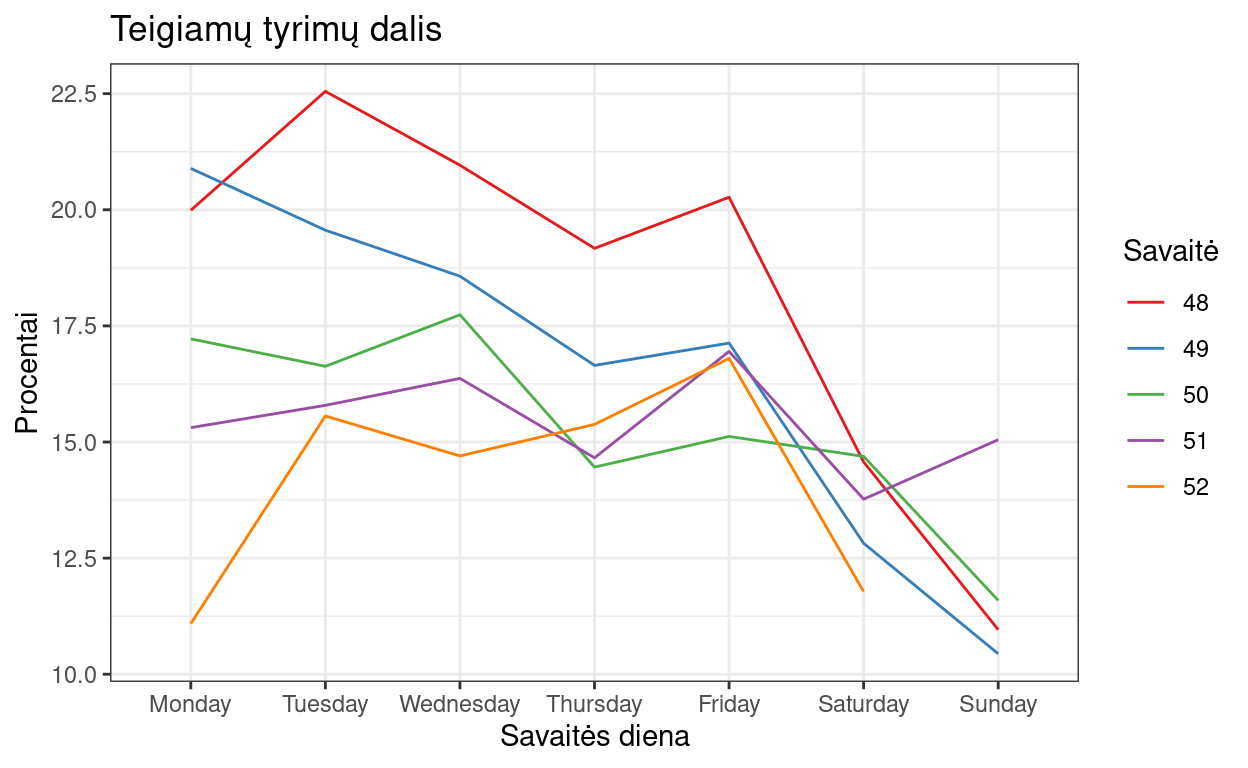 Teigiamų tyrimų dalis
Procentai
22.5
20.0
17.5
15.0
12.5
10.0
Monday Tuesday Wednesday Thursday Friday Saturday Sunday
Savaitės diena
Savaitė
48
49
50
51
52